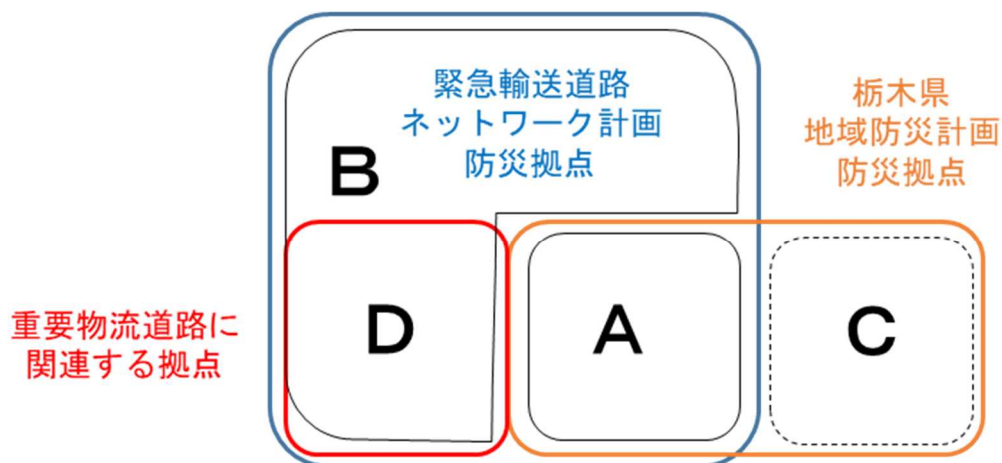 緊急輸送道路
ネットワーク計画
防災拠点
栃木県
地域防災計画
防災拠点
B
重要物流道路に
関連する拠点
D
A
C